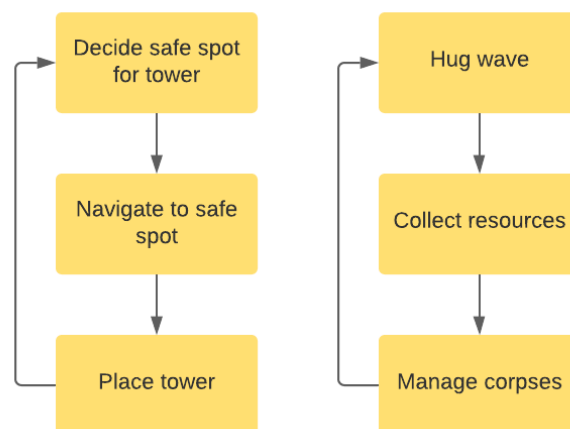 Decide safe spot
for tower
Navigate to safe
spot
Place tower
Hug wave
Collect resources
Manage corpses